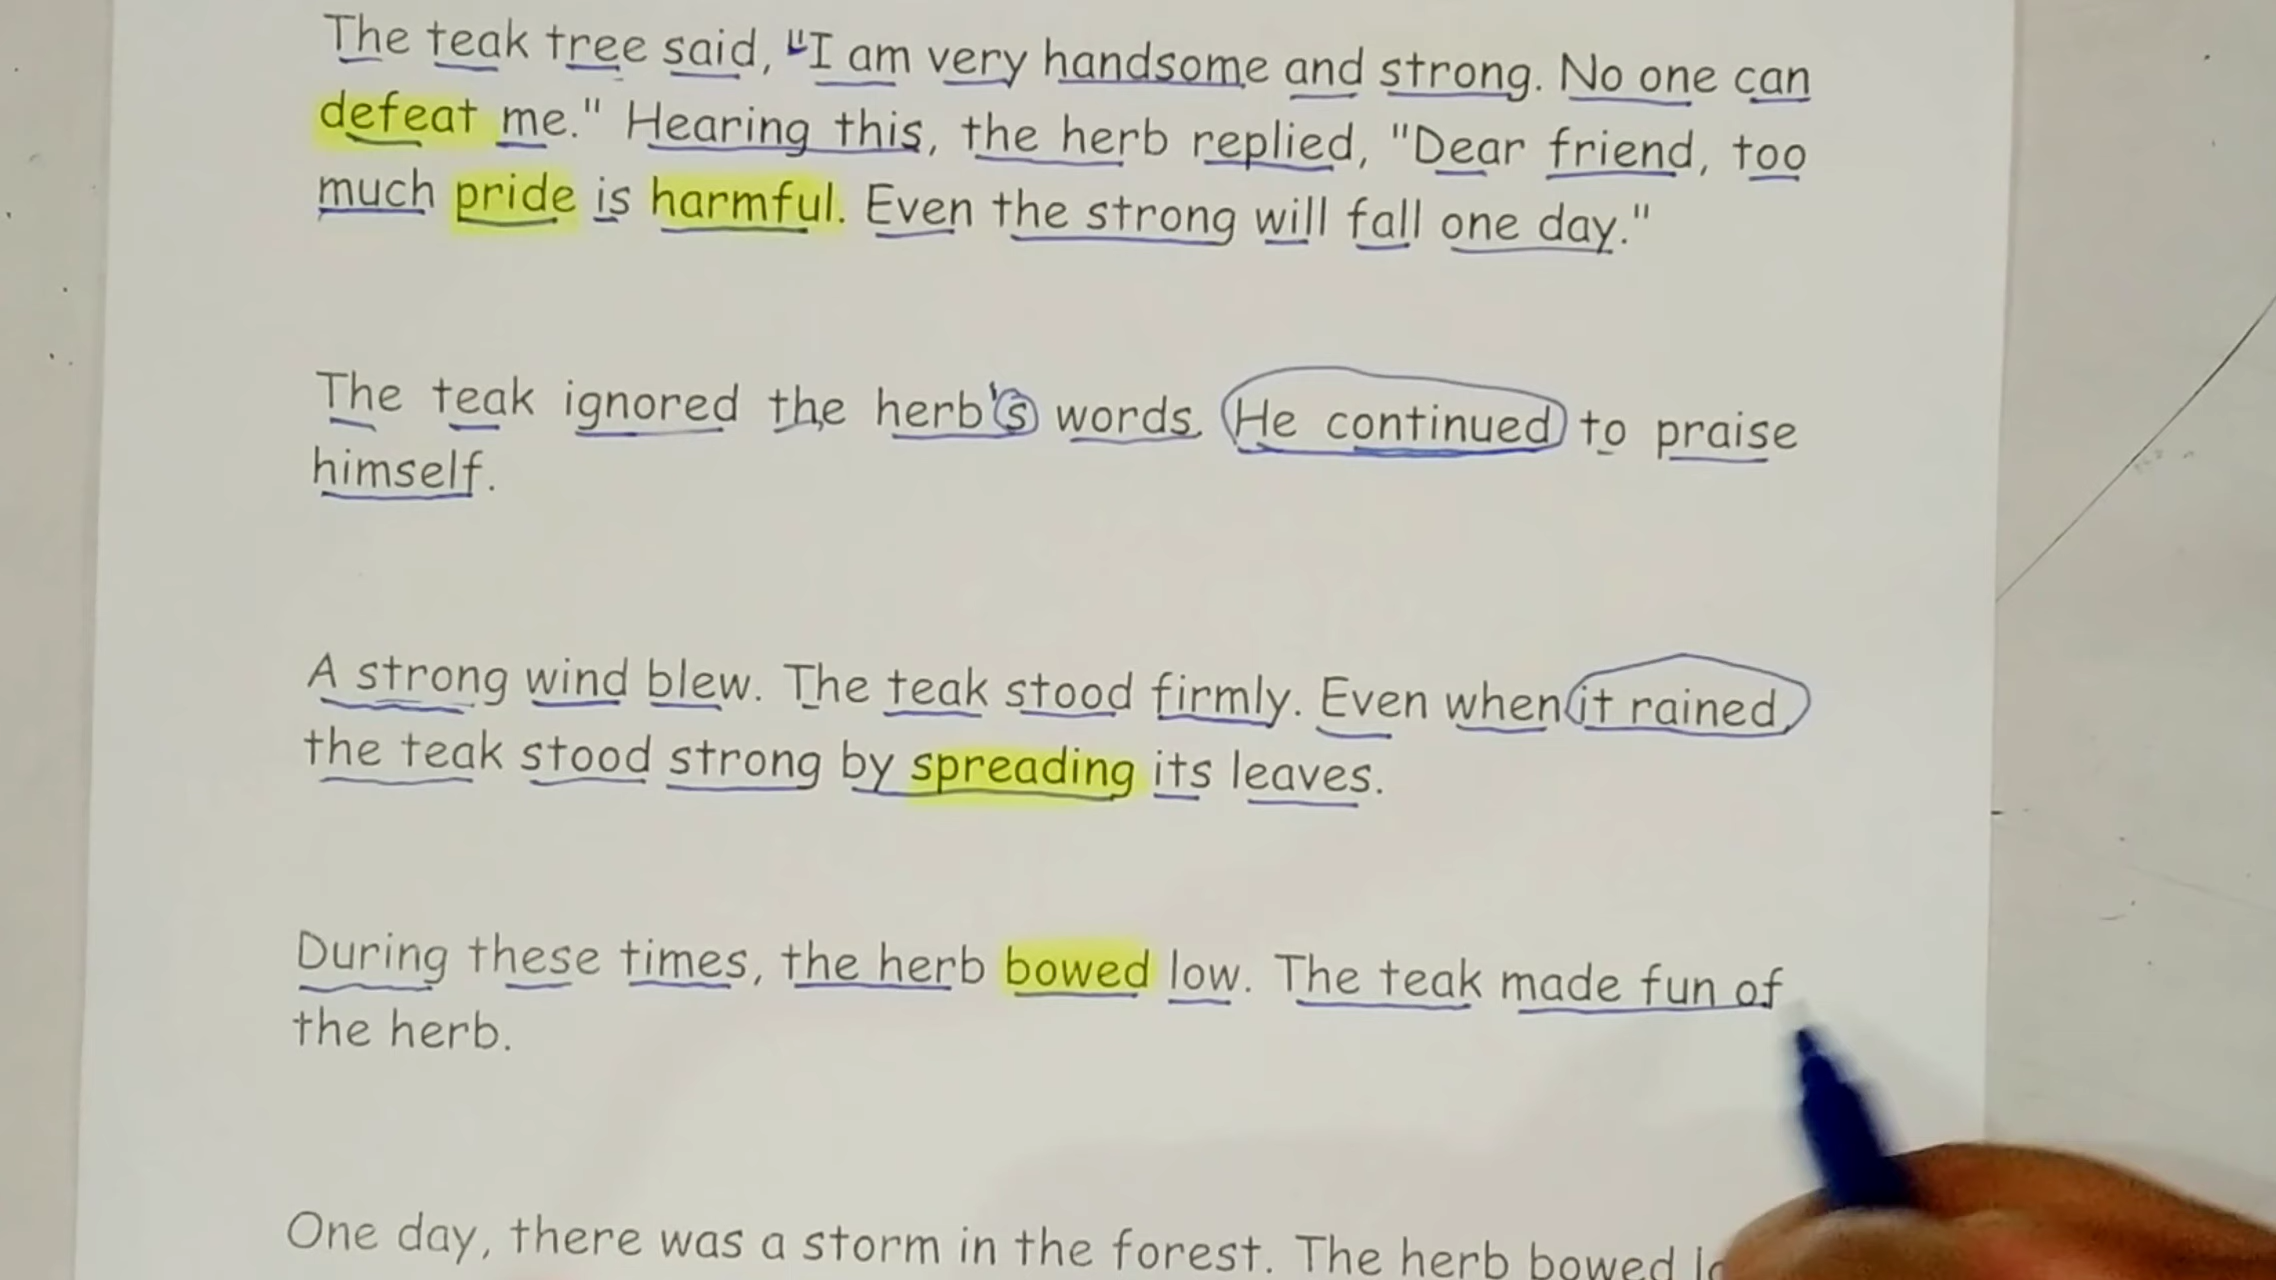 The teak tree said, "I am very handsome and strong. No one can
defeat me." Hearing this, the herb replied, "Dear friend, too
much pride is harmful. Even the strong will fall one day."
The teak ignored the herb's words. He continued to praise
himself.
A strong wind blew. The teak stood firmly. Even when it rained,
the teak stood strong by spreading its leaves.
During these times, the herb bowed low. The teak made fun of
the herb.
One day, there was a storm in the forest. The herb bowed